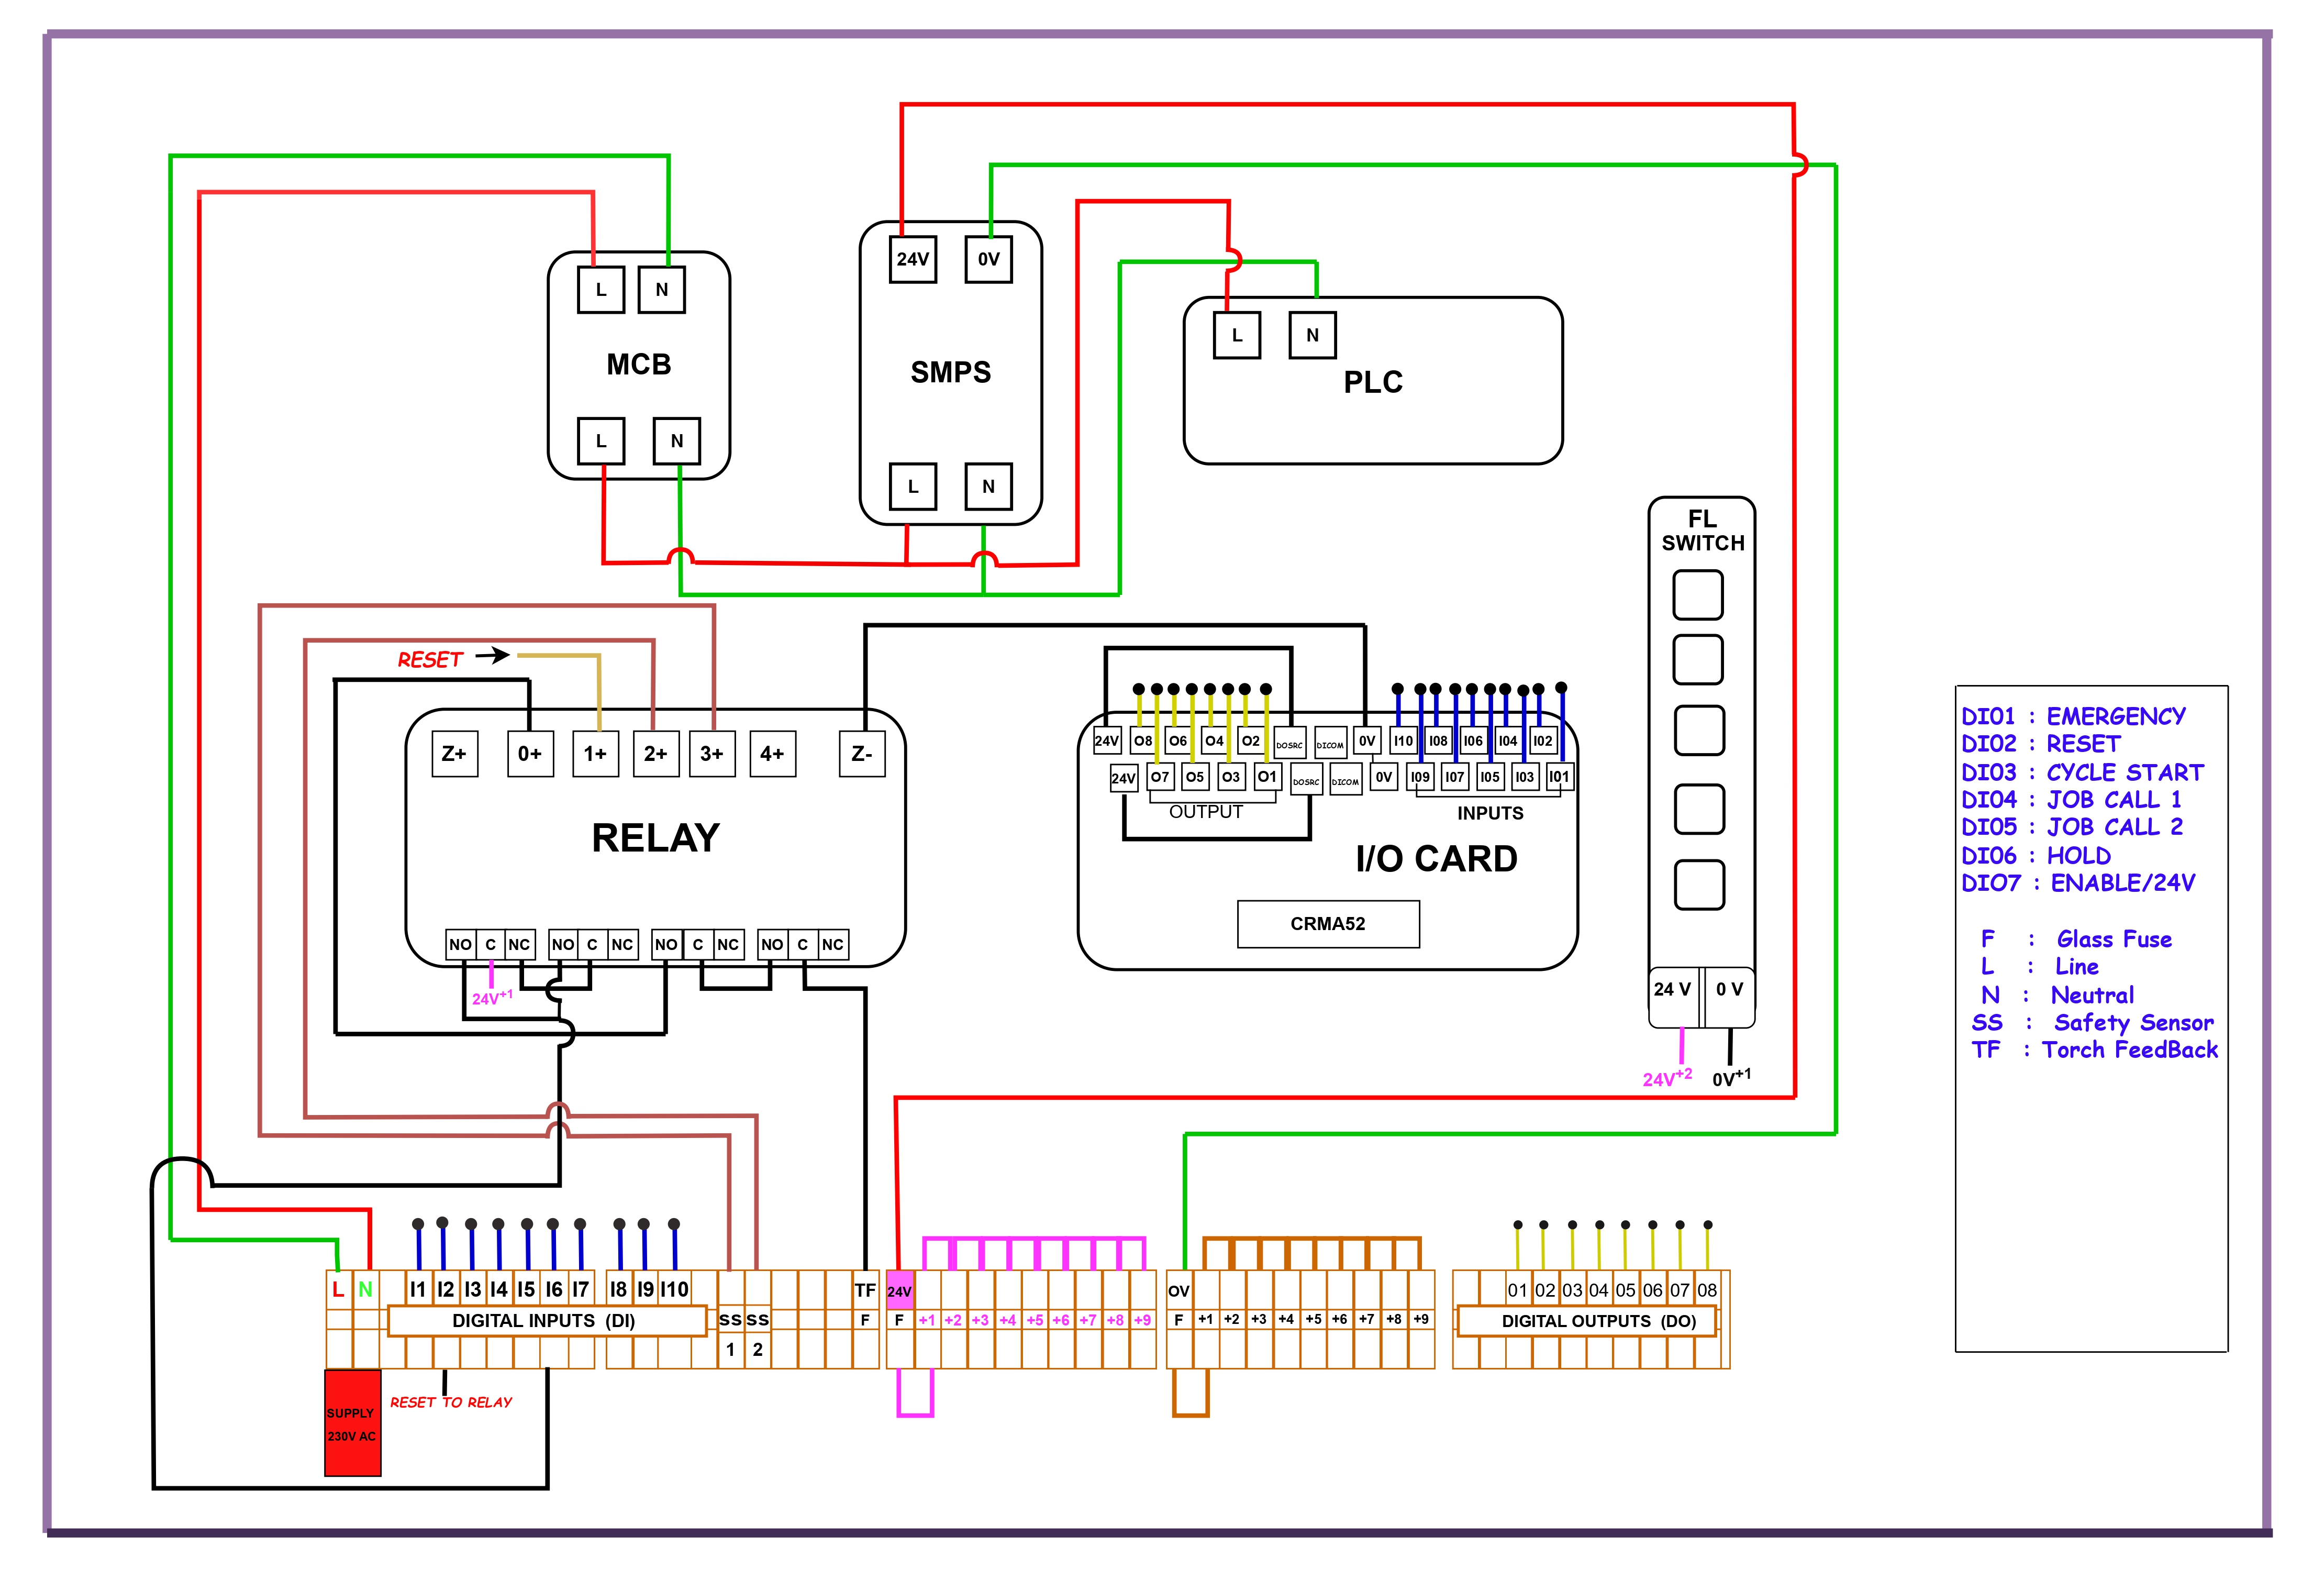 24V 0V
L N
MCB
L N
SMPS
L N
L N
PLC
FL
SWITCH
24 V 0 V
24V+2 0V+1
RESET
Z+ 0+ 1+ 2+ 3+ 4+ Z-
RELAY
NO C NC NO C NC NO C NC NO C NC
24V+1
24V O8 O6 O4 O2 DOSRC DICOM 0V I10 I08 I06 I04 I02
24V O7 O5 O3 O1 DOSRC DICOM 0V I09 I07 I05 I03 I01
OUTPUT INPUTS
I/O CARD
CRMA52
DI01 : EMERGENCY
DI02 : RESET
DI03 : CYCLE START
DI04 : JOB CALL 1
DI05 : JOB CALL 2
DI06 : HOLD
DIO7 : ENABLE/24V
F : Glass Fuse
L : Line
N : Neutral
SS : Safety Sensor
TF : Torch FeedBack
L N I1 I2 I3 I4 I5 I6 I7 I8 I9 I10 TF 24V OV 01 02 03 04 05 06 07 08
DIGITAL INPUTS (DI) SS SS F F +1 +2 +3 +4 +5 +6 +7 +8 +9 F +1 +2 +3 +4 +5 +6 +7 +8 +9 DIGITAL OUTPUTS (DO)
1 2
RESET TO RELAY
SUPPLY
230V AC